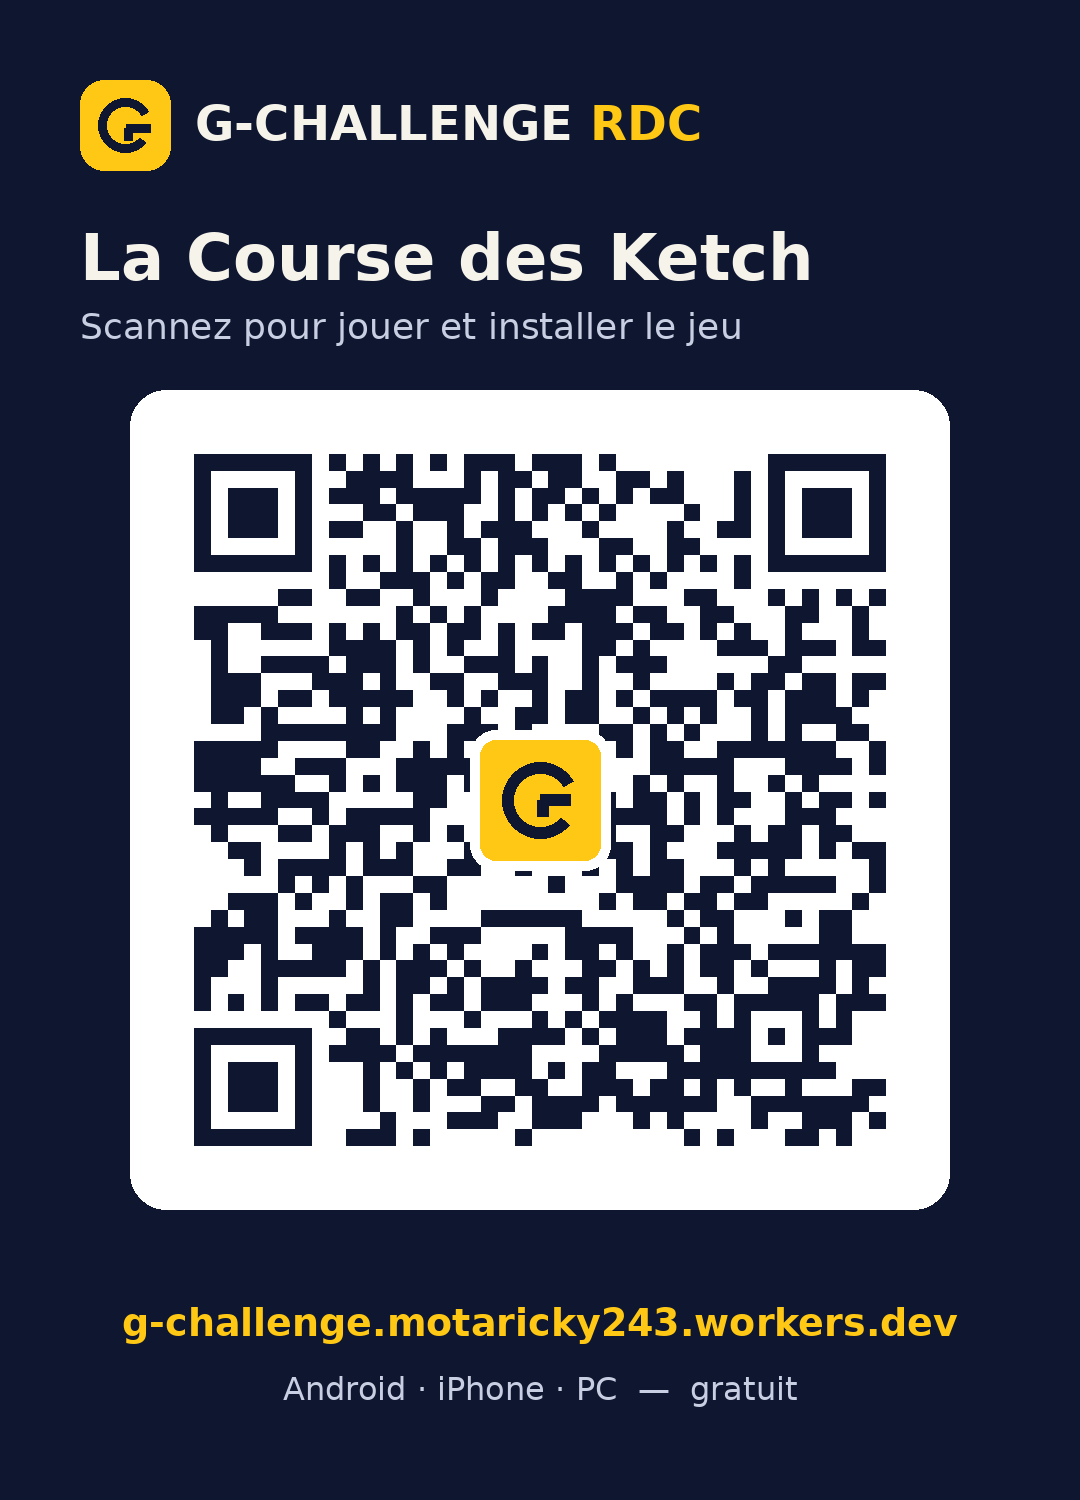 G-CHALLENGE RDC
La Course des Ketch
Scannez pour jouer et installer le jeu
g-challenge.motaricky243.workers.dev
Android · iPhone · PC — gratuit